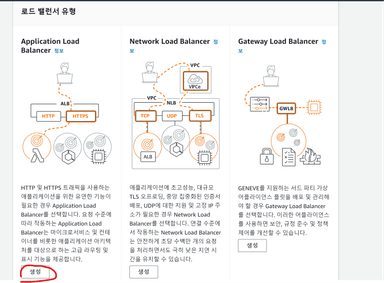 로드 밸런서 유형
Application Load
Balancer 정보
ALB
HTTP
HTTPS
HTTP 및 HTTPS 트래픽을 사용하는
애플리케이션을 위한 유연한 기능이
필요한 경우 Application Load
Balancer를 선택합니다. 요청 수준에
따라 작동하는 Application Load
Balancer는 마이크로서비스 및 컨테
이너를 비롯한 애플리케이션 아키텍
처를 대상으로 하는 고급 라우팅 및
표시 기능을 제공합니다.
생성
Network Load Balancer 정
보
VPC
VPCe
VPC
NLB
TCP
UDP
TLS
ALB
애플리케이션에 초고성능, 대규모
TLS 오프로딩, 중앙 집중화된 인증서
배포, UDP에 대한 지원 및 고정 IP 주
소가 필요한 경우 Network Load
Balancer를 선택합니다. 연결 수준에
서 작동하는 Network Load Balancer
는 안전하게 초당 수백만 개의 요청
을 처리하면서도 극히 낮은 지연 시
간을 유지할 수 있습니다.
생성
Gateway Load Balancer 정
보
GWLB
GENEVE를 지원하는 서드 파티 가상
어플라이언스 플릿을 배포 및 관리해
야 할 경우 Gateway Load Balancer
를 선택합니다. 이러한 어플라이언스
를 사용하면 보안, 규정 준수 및 정책
제어를 개선할 수 있습니다.
생성